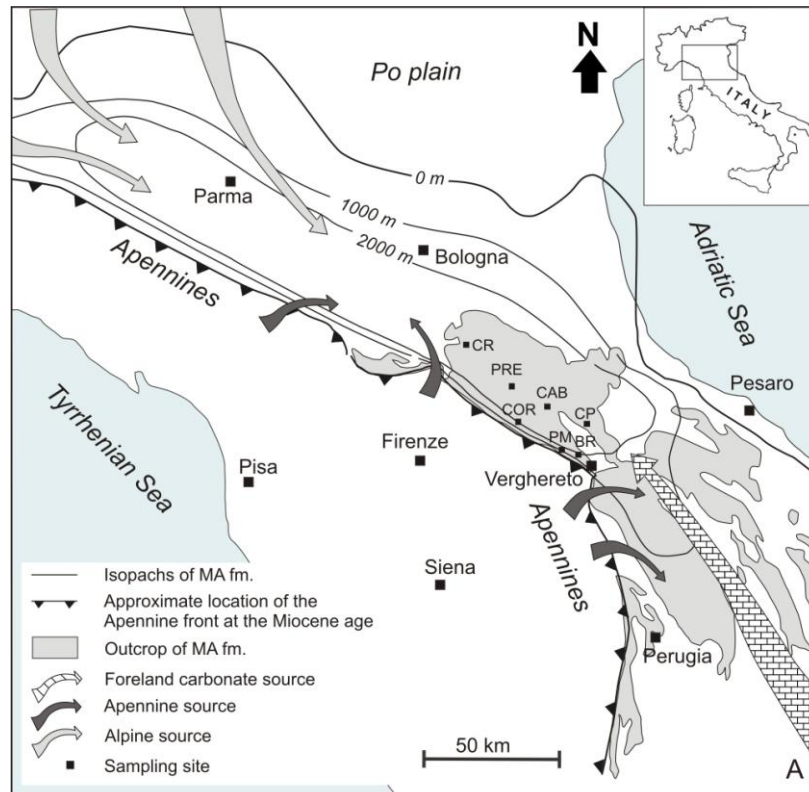 N
Po plain
ITALY
0 m
Parma
1000 m
2000 m
Bologna
Apennines
Adriatic Sea
CR
PRE
Pesaro
CAB
COR
CP
Tyrrhenian Sea
Firenze
PM
BR
Pisa
Verghereto
Apennines
Siena
Isopachs of MA fm.
Approximate location of the
Apennine front at the Miocene age
Outcrop of MA fm.
Perugia
Foreland carbonate source
Apennine source
Alpine source
50 km
Sampling site
A